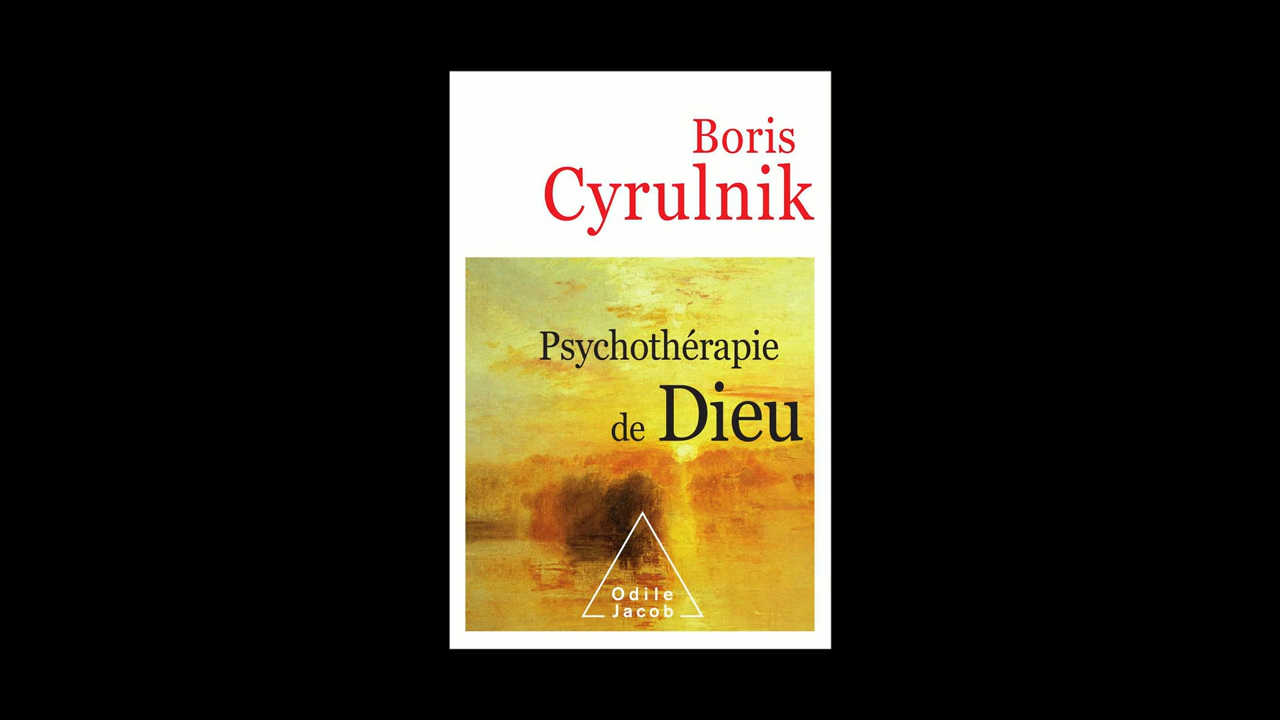 Boris
Cyrulnik
Psychothérapie
de Dieu
Odile
Jacob